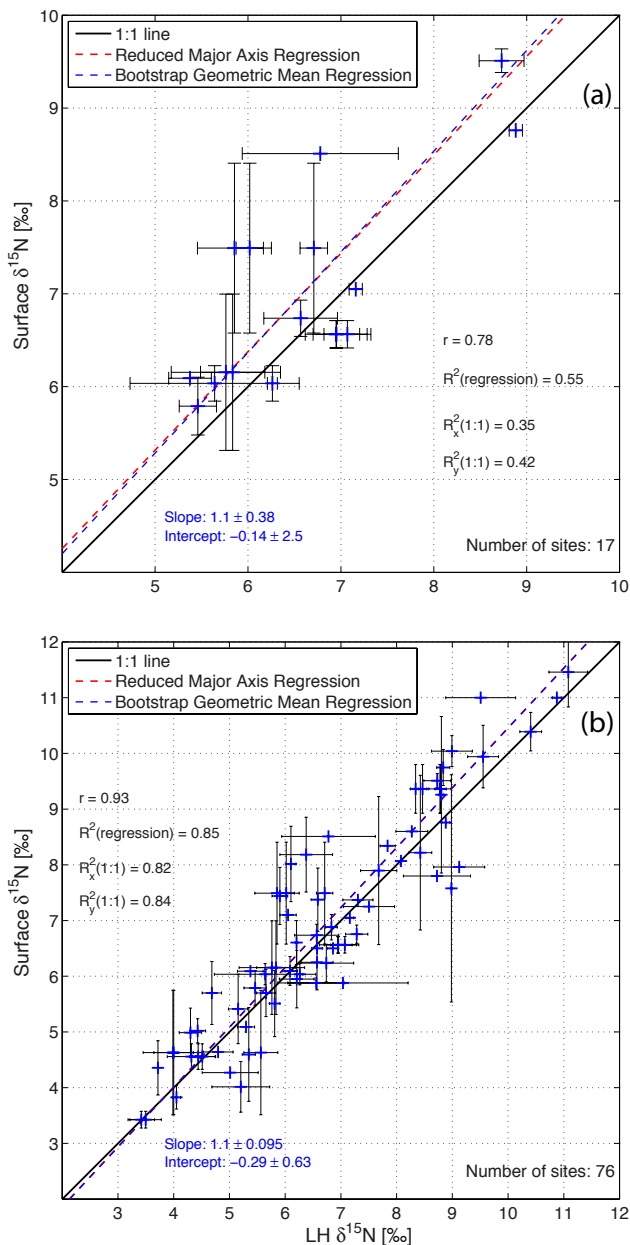 1:1 line
Reduced Major Axis Regression
Bootstrap Geometric Mean Regression
(a)
10
9
8
7
6
5
Surface δ¹⁵N [‰]
r = 0.78
R²(regression) = 0.55
Rₓ²(1:1) = 0.35
Rᵧ²(1:1) = 0.42
Slope: 1.1 ± 0.38
Intercept: −0.14 ± 2.5
Number of sites: 17
5 6 7 8 9 10
1:1 line
Reduced Major Axis Regression
Bootstrap Geometric Mean Regression
(b)
12
11
10
9
8
7
6
5
4
3
Surface δ¹⁵N [‰]
r = 0.93
R²(regression) = 0.85
Rₓ²(1:1) = 0.82
Rᵧ²(1:1) = 0.84
Slope: 1.1 ± 0.095
Intercept: −0.29 ± 0.63
Number of sites: 76
3 4 5 6 7 8 9 10 11 12
LH δ¹⁵N [‰]